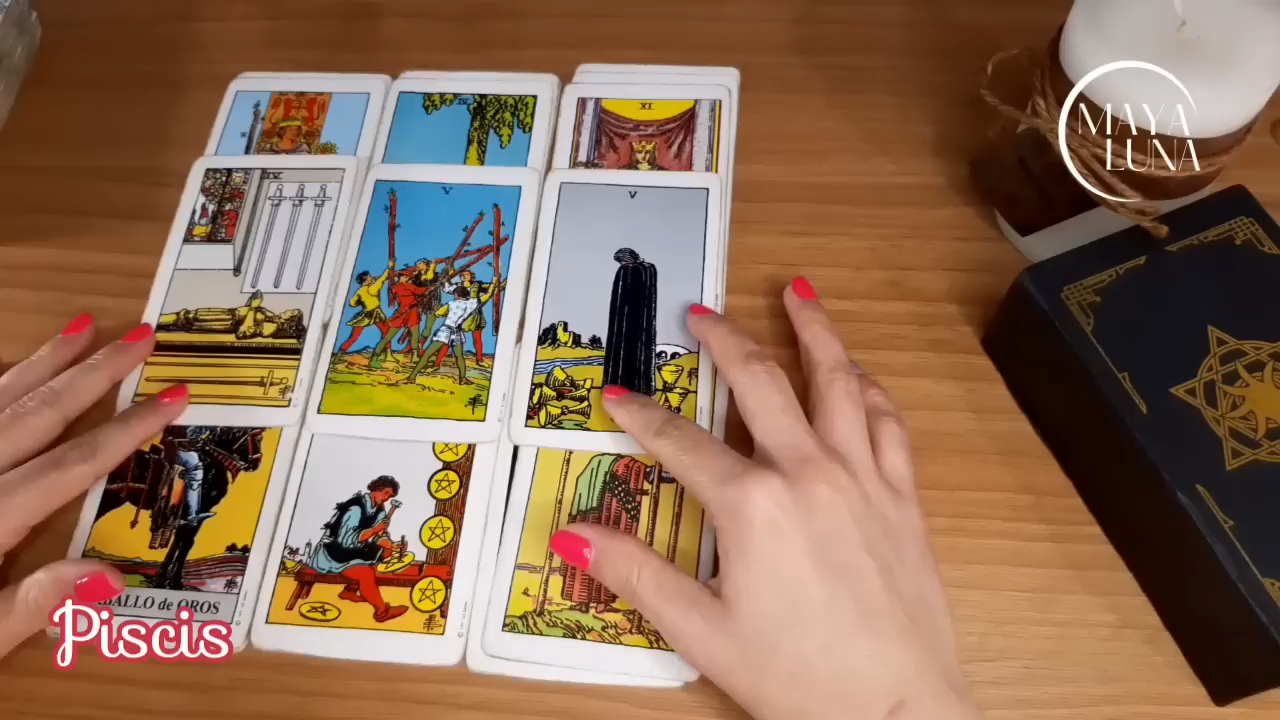 MAYA
LUNA
XI
IV
V
V
BALLO de OROS
Piscis